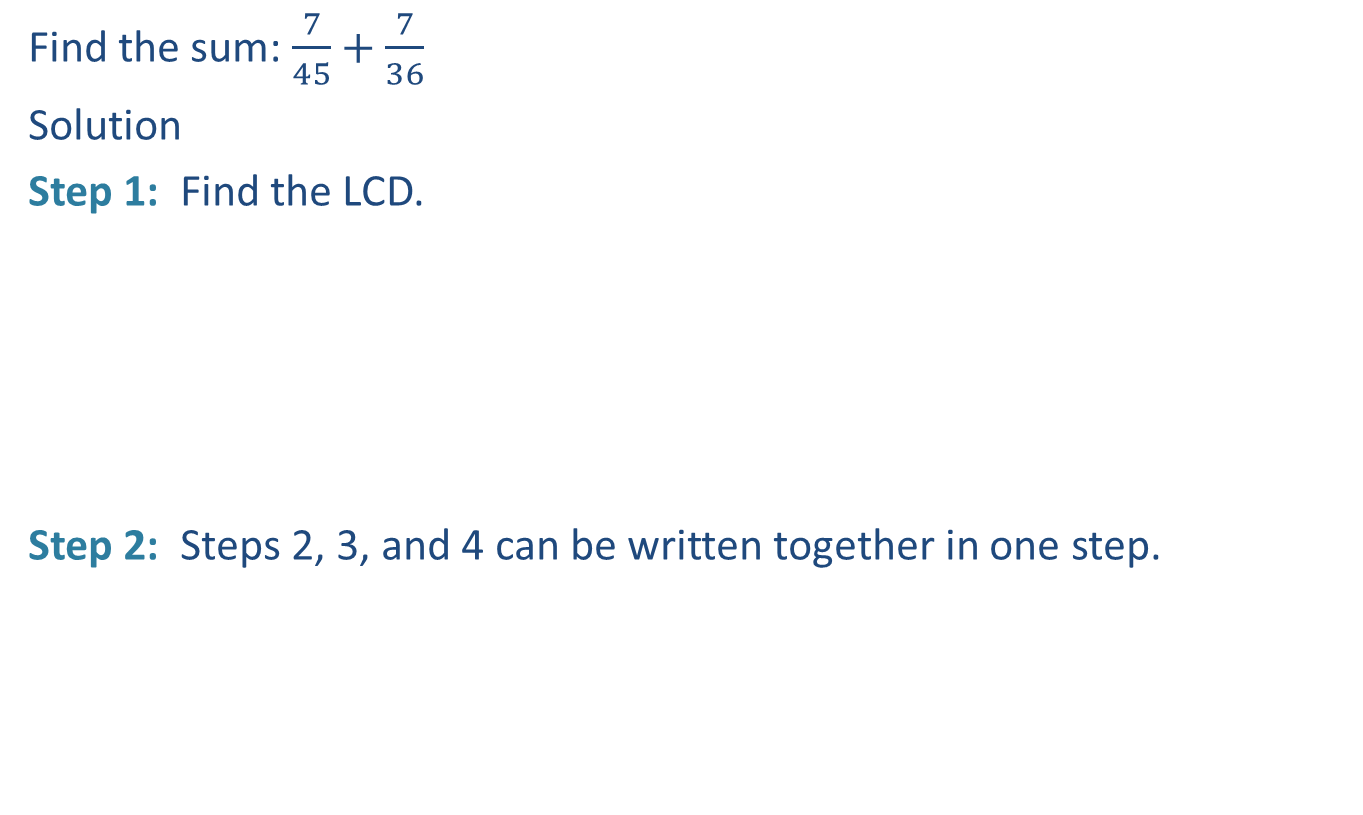 Find the sum: 7/45 + 7/36
Solution
Step 1: Find the LCD.
Step 2: Steps 2, 3, and 4 can be written together in one step.